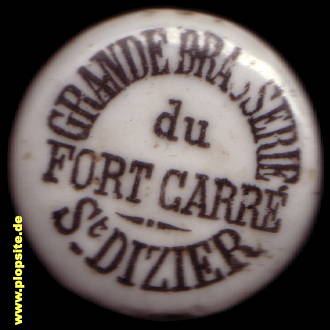 GRANDE BRASSERIE
du
FORT CARRÉ
St DIZIER
www.plopsite.de